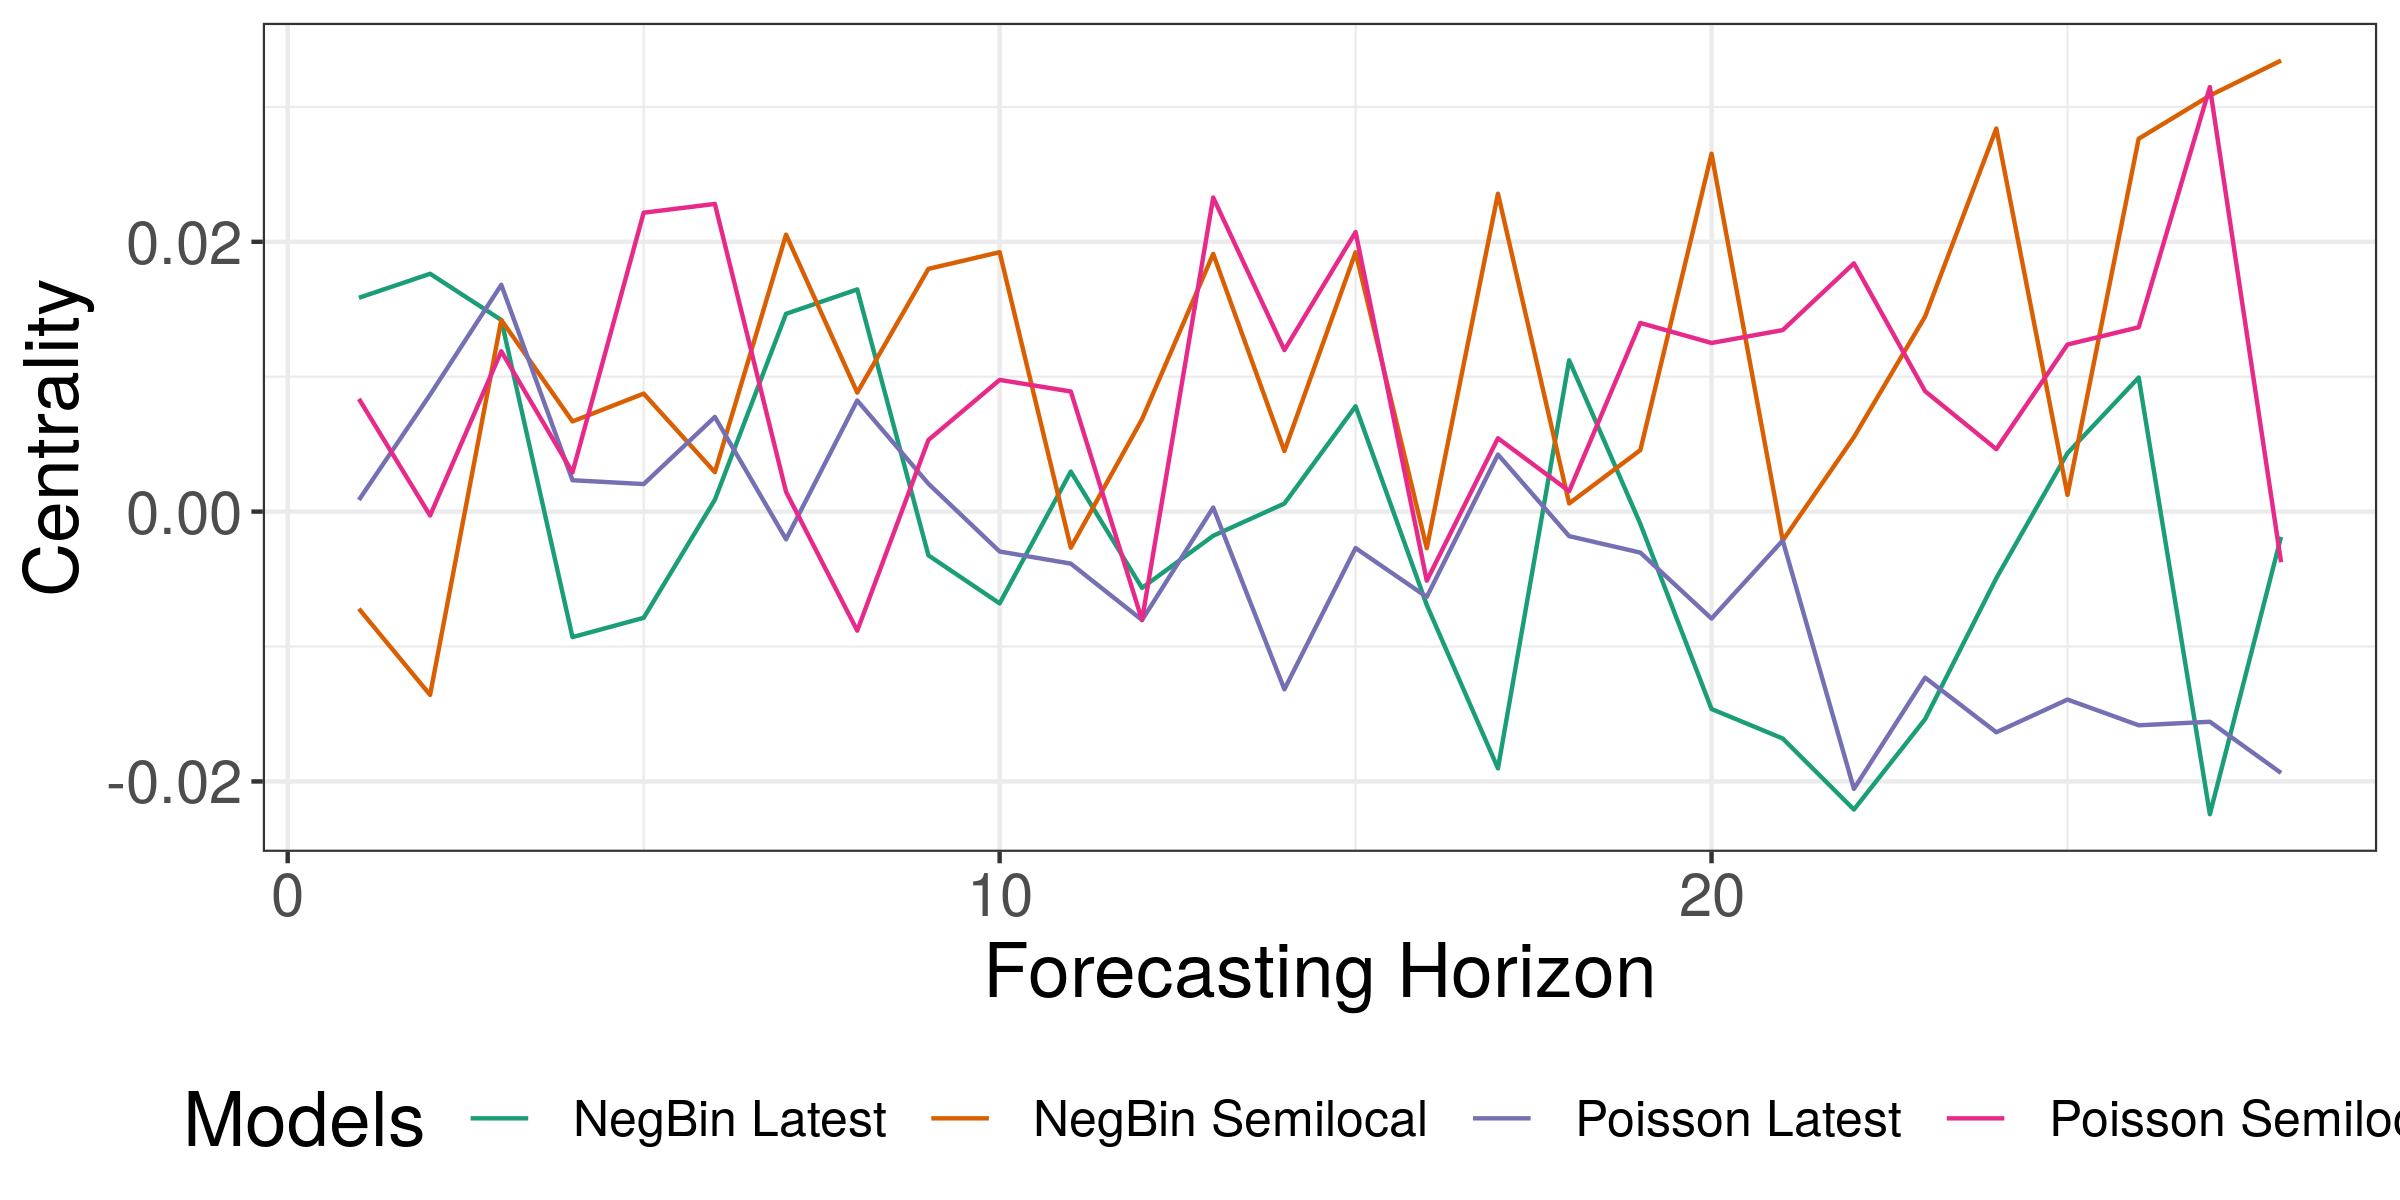 Centrality
0.02
0.00
-0.02
0 10 20
Forecasting Horizon
Models NegBin Latest NegBin Semilocal Poisson Latest Poisson